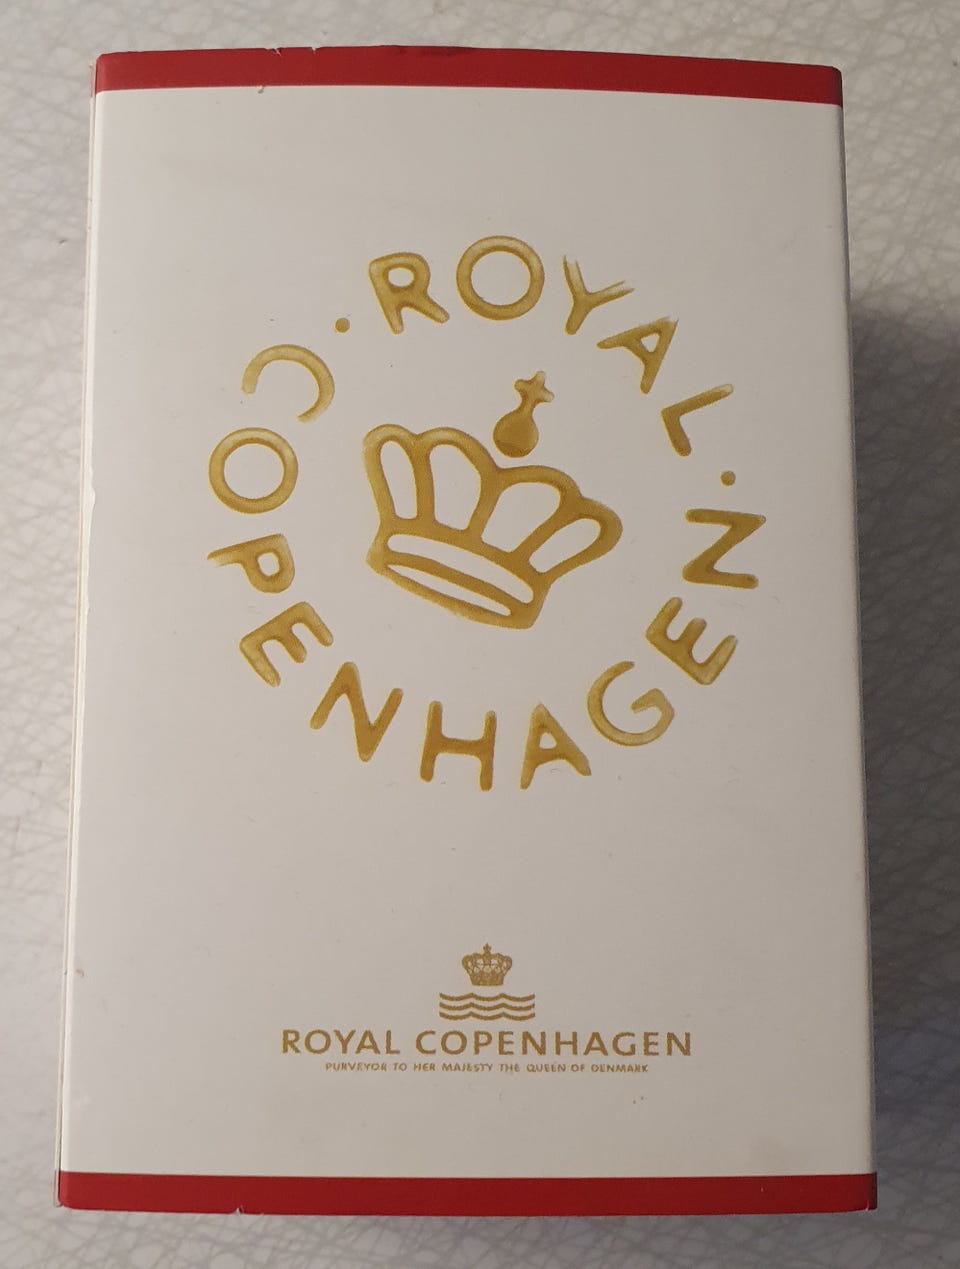 ROYAL · COPENHAGEN ·
ROYAL COPENHAGEN
PURVEYOR TO HER MAJESTY THE QUEEN OF DENMARK